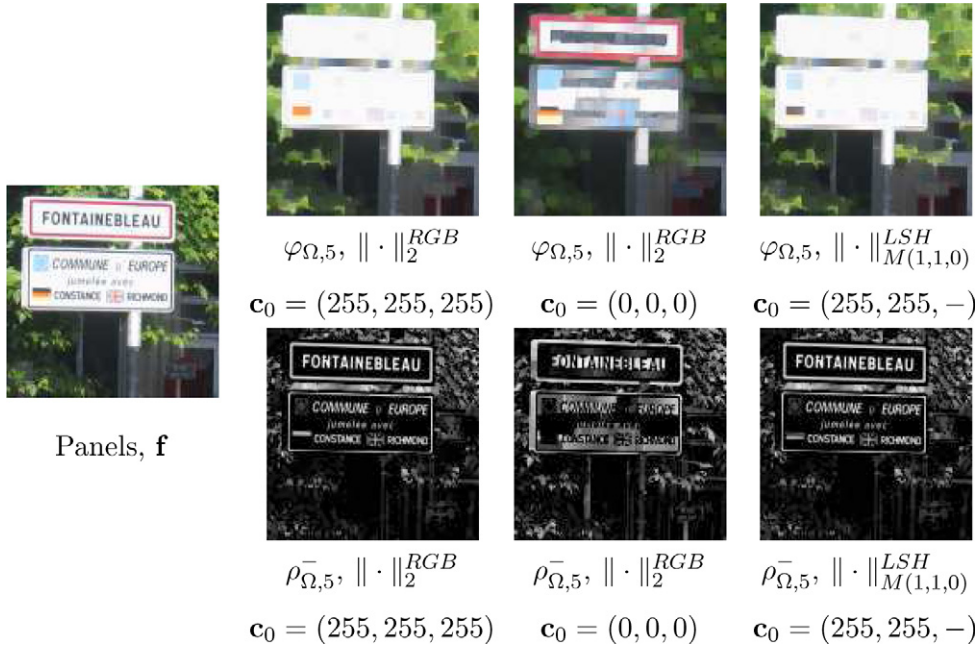 φΩ,5, ‖ · ‖₂^RGB φΩ,5, ‖ · ‖₂^RGB φΩ,5, ‖ · ‖^LSH_M(1,1,0)
c₀ = (255, 255, 255) c₀ = (0, 0, 0) c₀ = (255, 255, −)
FONTAINEBLEAU
COMMUNE D'EUROPE
jumelée avec
CONSTANCE RICHMOND
Panels, f
FONTAINEBLEAU FONTAINEBLEAU FONTAINEBLEAU
COMMUNE D'EUROPE COMMUNE D'EUROPE COMMUNE D'EUROPE
jumelée avec jumelée avec
CONSTANCE RICHMOND CONSTANCE RICHMOND CONSTANCE RICHMOND
ρ⁻Ω,5, ‖ · ‖₂^RGB ρ⁻Ω,5, ‖ · ‖₂^RGB ρ⁻Ω,5, ‖ · ‖^LSH_M(1,1,0)
c₀ = (255, 255, 255) c₀ = (0, 0, 0) c₀ = (255, 255, −)